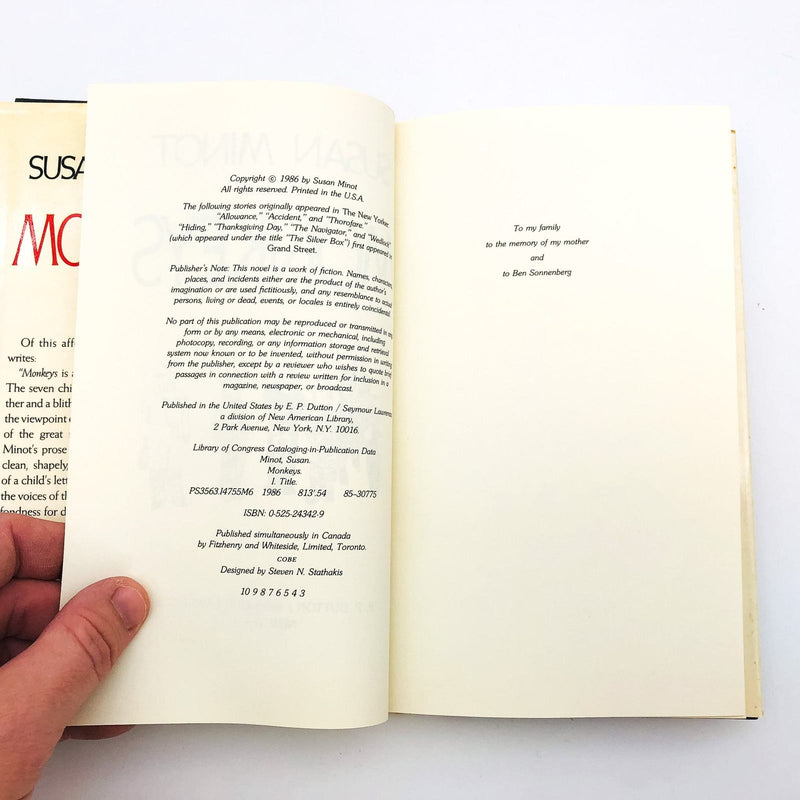 SUSA
MO
Of this aff
writes:
"Monkeys is
The seven chi
ther and a blith
the viewpoint
of the great
Minot's prose
clean, shapely,
of a child's lett
the voices of th
fondness for d
Copyright © 1986 by Susan Minot
All rights reserved. Printed in the U.S.A.
The following stories originally appeared in The New Yorker:
"Allowance," "Accident," and "Thorofare."
"Hiding," "Thanksgiving Day," "The Navigator," and "Wedlock"
(which appeared under the title "The Silver Box") first appeared in
Grand Street.
Publisher's Note: This novel is a work of fiction. Names, characters,
places, and incidents either are the product of the author's
imagination or are used fictitiously, and any resemblance to actual
persons, living or dead, events, or locales is entirely coincidental.
No part of this publication may be reproduced or transmitted in any
form or by any means, electronic or mechanical, including
photocopy, recording, or any information storage and retrieval
system now known or to be invented, without permission in writing
from the publisher, except by a reviewer who wishes to quote brief
passages in connection with a review written for inclusion in a
magazine, newspaper, or broadcast.
Published in the United States by E. P. Dutton / Seymour Lawrence,
a division of New American Library,
2 Park Avenue, New York, N.Y. 10016.
Library of Congress Cataloging-in-Publication Data
Minot, Susan.
Monkeys.
I. Title.
PS3563.I4755M6 1986 813'.54 85-30775
ISBN: 0-525-24342-9
Published simultaneously in Canada
by Fitzhenry and Whiteside, Limited, Toronto.
COBE
Designed by Steven N. Stathakis
10 9 8 7 6 5 4 3
To my family
to the memory of my mother
and
to Ben Sonnenberg